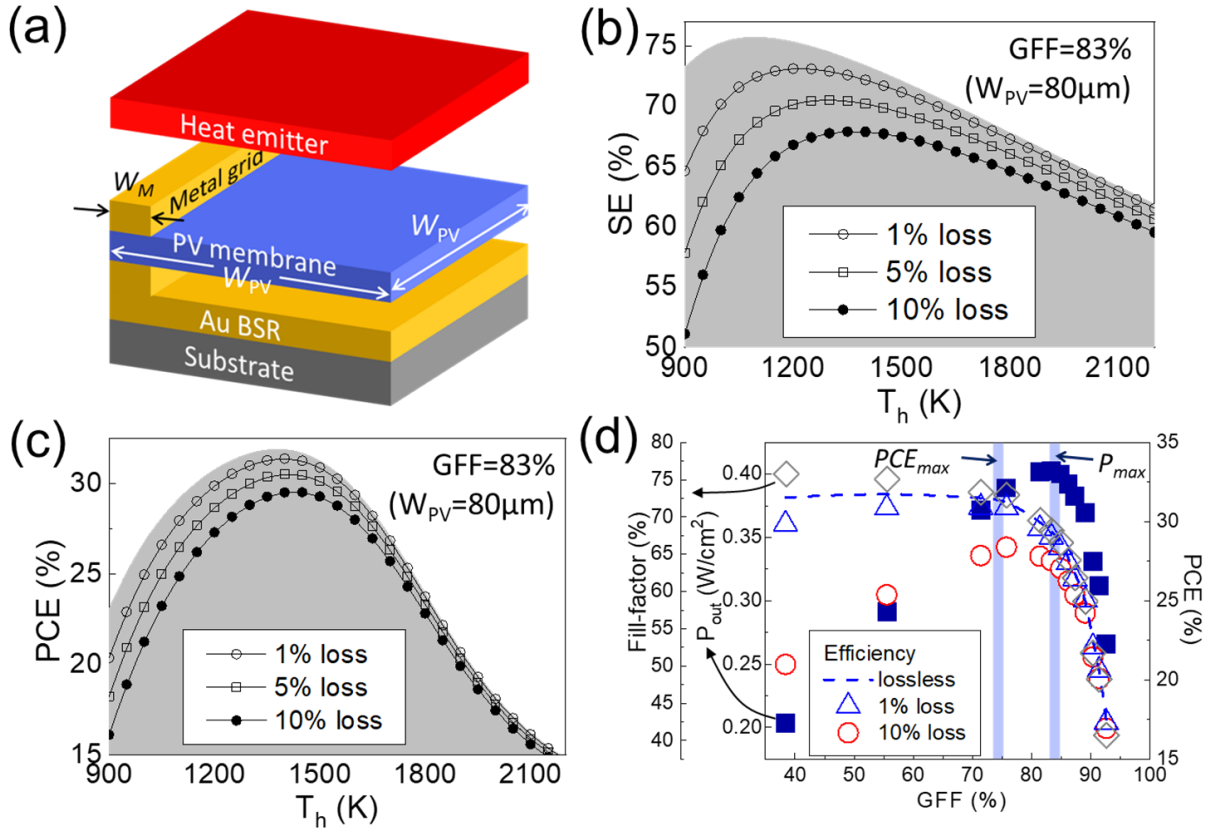 (a)
Heat emitter
W_M
Metal grid
PV membrane
W_PV
W_PV
Au BSR
Substrate
(b)
GFF=83%
(W_PV=80μm)
SE (%)
75
70
65
60
55
50
1% loss
5% loss
10% loss
900 1200 1500 1800 2100
T_h (K)
(c)
GFF=83%
(W_PV=80μm)
PCE (%)
30
25
20
15
1% loss
5% loss
10% loss
900 1200 1500 1800 2100
T_h (K)
(d)
Fill-factor (%)
80
75
70
65
60
55
50
45
40
P_out (W/cm²)
0.40
0.35
0.30
0.25
0.20
PCE_max
P_max
Efficiency
lossless
1% loss
10% loss
35
30
25
20
15
PCE (%)
40 50 60 70 80 90 100
GFF (%)